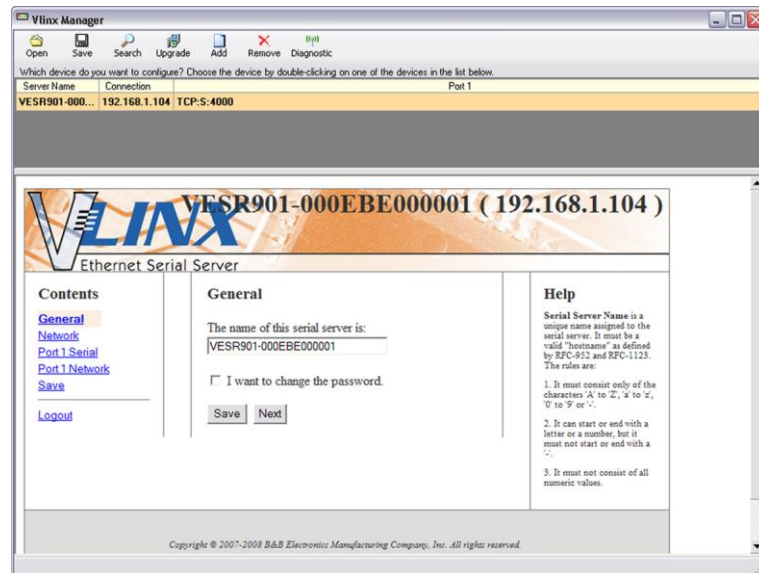 Vlinx Manager
Open Save Search Upgrade Add Remove Diagnostic
Which device do you want to configure? Choose the device by double-clicking on one of the devices in the list below.
Server Name Connection Port 1
VESR901-000... 192.168.1.104 TCP:S:4000
VLINX
VESR901-000EBE000001 ( 192.168.1.104 )
Ethernet Serial Server
Contents
General
Network
Port 1 Serial
Port 1 Network
Save
Logout
General
The name of this serial server is:
VESR901-000EBE000001
I want to change the password.
Save Next
Help
Serial Server Name is a
unique name assigned to the
serial server. It must be a
valid "hostname" as defined
by RFC-952 and RFC-1123.
The rules are:
1. It must consist only of the
characters 'A' to 'Z', 'a' to 'z',
'0' to '9' or '-'.
2. It can start or end with a
letter or a number, but it
must not start or end with a
'-'.
3. It must not consist of all
numeric values.
Copyright © 2007-2008 B&B Electronics Manufacturing Company, Inc. All rights reserved.